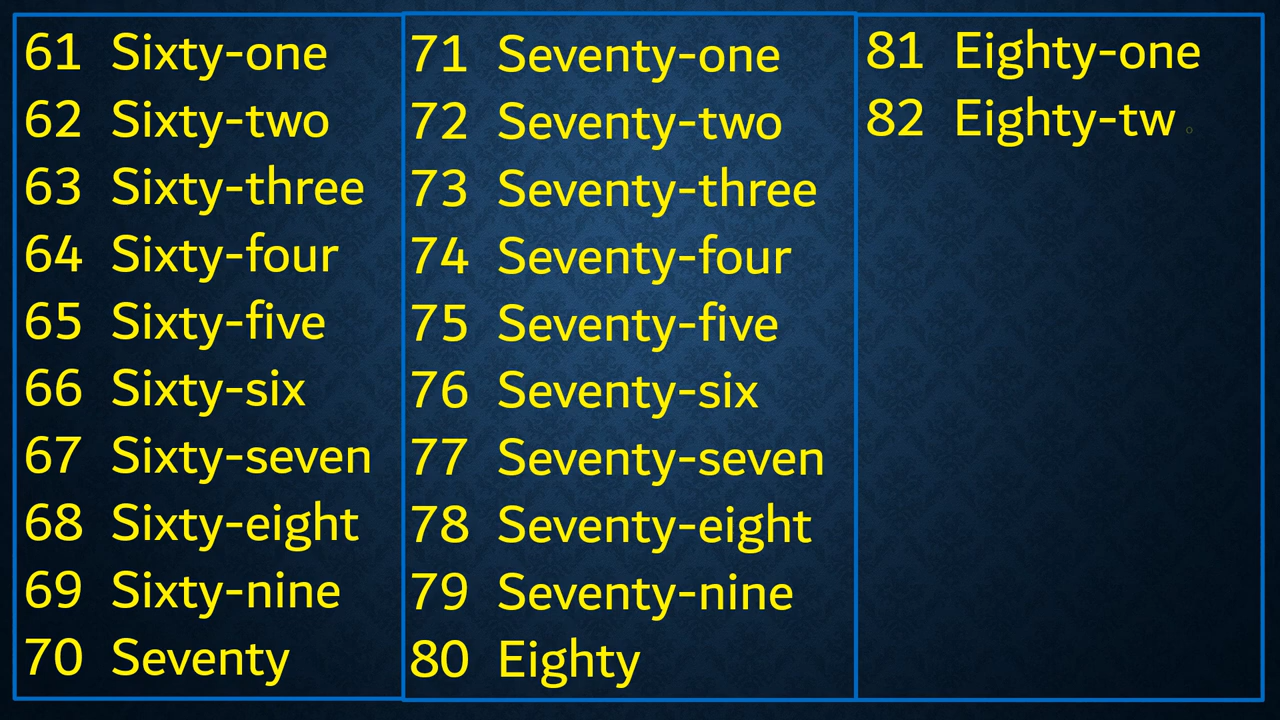 61 Sixty-one
62 Sixty-two
63 Sixty-three
64 Sixty-four
65 Sixty-five
66 Sixty-six
67 Sixty-seven
68 Sixty-eight
69 Sixty-nine
70 Seventy
71 Seventy-one
72 Seventy-two
73 Seventy-three
74 Seventy-four
75 Seventy-five
76 Seventy-six
77 Seventy-seven
78 Seventy-eight
79 Seventy-nine
80 Eighty
81 Eighty-one
82 Eighty-two